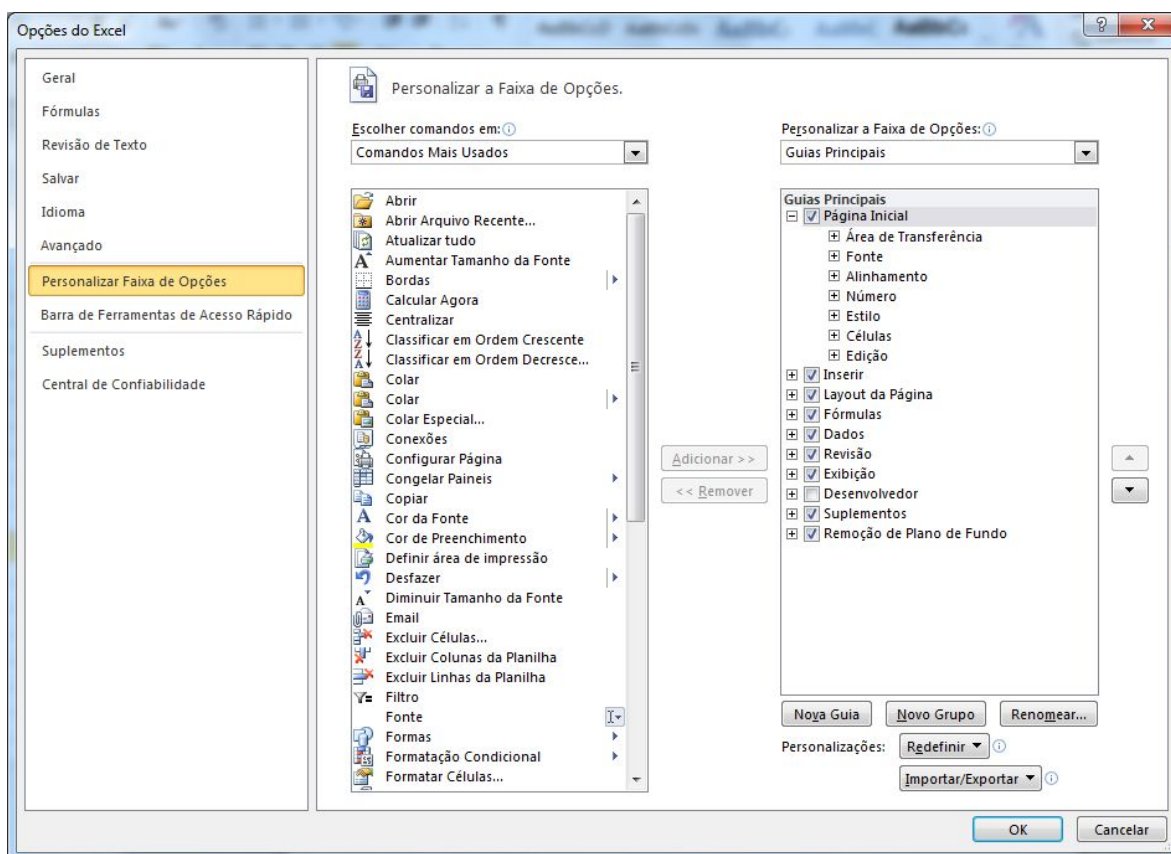 Opções do Excel
Geral
Fórmulas
Revisão de Texto
Salvar
Idioma
Avançado
Personalizar Faixa de Opções
Barra de Ferramentas de Acesso Rápido
Suplementos
Central de Confiabilidade
Personalizar a Faixa de Opções.
Escolher comandos em:
Comandos Mais Usados
Abrir
Abrir Arquivo Recente...
Atualizar tudo
Aumentar Tamanho da Fonte
Bordas
Calcular Agora
Centralizar
Classificar em Ordem Crescente
Classificar em Ordem Decresce...
Colar
Colar
Colar Especial...
Conexões
Configurar Página
Congelar Paineis
Copiar
Cor da Fonte
Cor de Preenchimento
Definir área de impressão
Desfazer
Diminuir Tamanho da Fonte
Email
Excluir Células...
Excluir Colunas da Planilha
Excluir Linhas da Planilha
Filtro
Fonte
Formas
Formatação Condicional
Formatar Células...
Adicionar >>
<< Remover
Personalizar a Faixa de Opções:
Guias Principais
Guias Principais
Página Inicial
Área de Transferência
Fonte
Alinhamento
Número
Estilo
Células
Edição
Inserir
Layout da Página
Fórmulas
Dados
Revisão
Exibição
Desenvolvedor
Suplementos
Remoção de Plano de Fundo
Nova Guia Novo Grupo Renomear...
Personalizações: Redefinir
Importar/Exportar
OK Cancelar